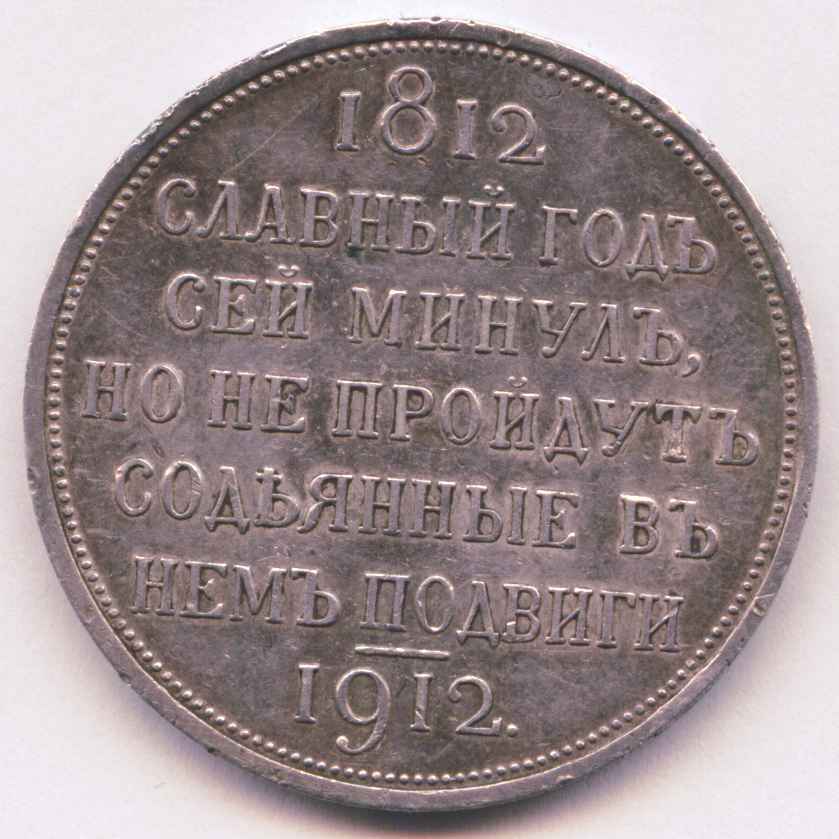 1812
СЛАВНЫЙ ГОДЪ
СЕЙ МИНУЛЪ,
НО НЕ ПРОЙДУТЪ
СОДѢЯННЫЕ ВЪ
НЕМЪ ПОДВИГИ
1912.